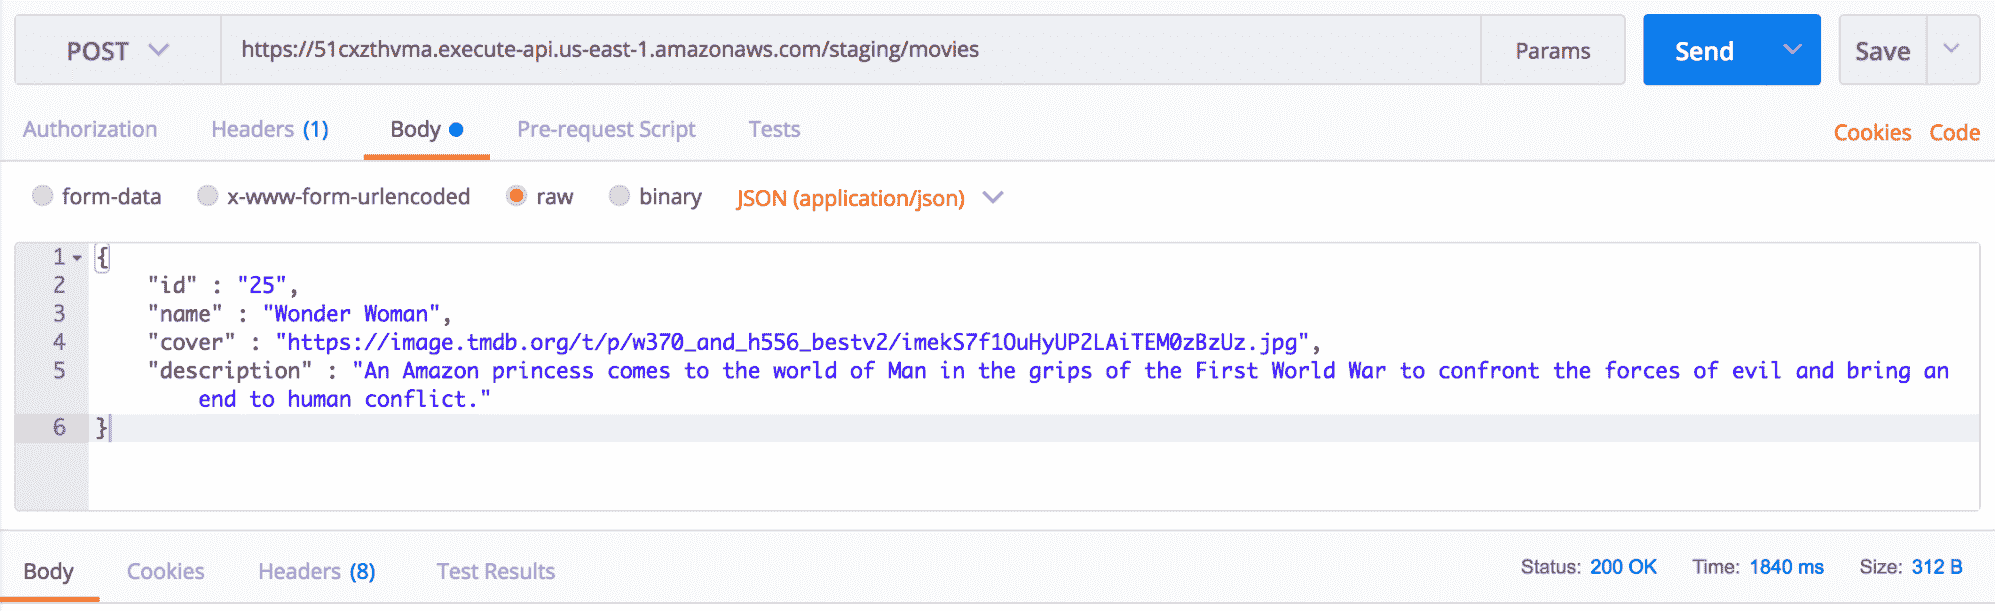 POST https://51cxzthvma.execute-api.us-east-1.amazonaws.com/staging/movies Params Send Save
Authorization Headers (1) Body Pre-request Script Tests Cookies Code
form-data x-www-form-urlencoded raw binary JSON (application/json)
1 {
2 "id" : "25",
3 "name" : "Wonder Woman",
4 "cover" : "https://image.tmdb.org/t/p/w370_and_h556_bestv2/imekS7f1OuHyUP2LAiTEM0zBzUz.jpg",
5 "description" : "An Amazon princess comes to the world of Man in the grips of the First World War to confront the forces of evil and bring an
end to human conflict."
6 }
Body Cookies Headers (8) Test Results Status: 200 OK Time: 1840 ms Size: 312 B